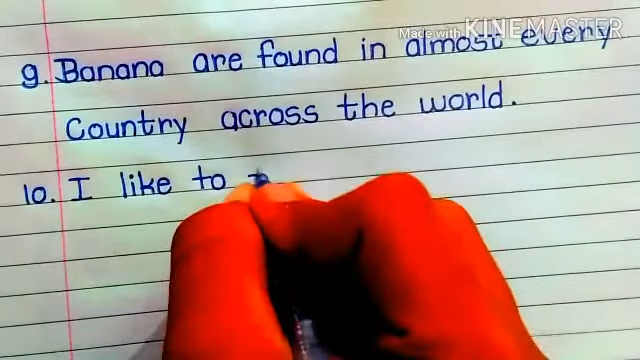 Made with KINEMASTER
9. Banana are found in almost every
Country across the world.
10. I like to